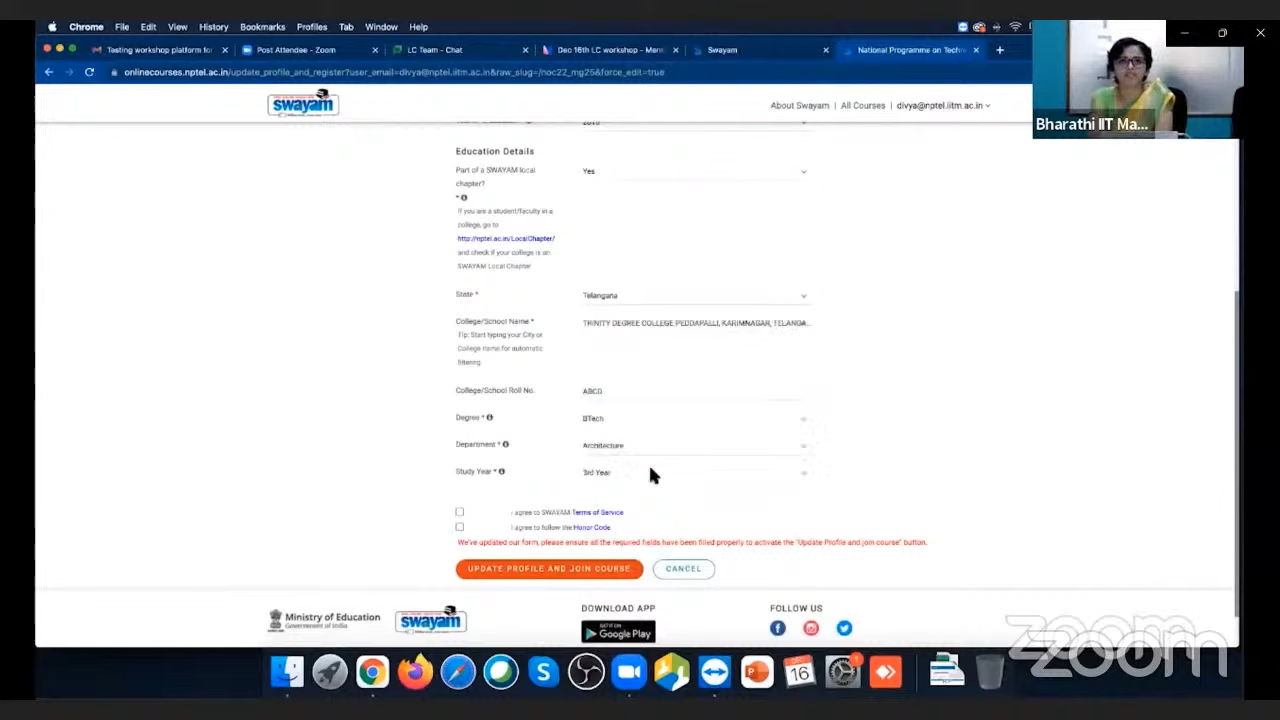 Chrome File Edit View History Bookmarks Profiles Tab Window Help
Testing workshop platform for
Post Attendee - Zoom
LC Team - Chat
Dec 16th LC workshop - Mee
Swayam
National Programme on Techn
onlinecourses.nptel.ac.in/update_profile_and_register?user_email=divya@nptel.iitm.ac.in&raw_slug=/noc22_mg25&force_edit=true
Bharathi IIT Ma...
swayam
About Swayam | All Courses | divya@nptel.iitm.ac.in
Education Details
Part of a SWAYAM local Yes
chapter?
*
If you are a student/faculty in a
college, go to
http://nptel.ac.in/LocalChapter/
and check if your college is an
SWAYAM Local Chapter
State * Telangana
College/School Name * TRINITY DEGREE COLLEGE PEDDAPALLI, KARIMNAGAR, TELANGA...
Tip: Start typing your City or
College name for automatic
filtering
College/School Roll No. ABCD
Degree * BTech
Department * Architecture
Study Year * 3rd Year
I agree to SWAYAM Terms of Service
I agree to follow the Honor Code
We've updated our form, please ensure all the required fields have been filled properly to activate the "Update Profile and join course" button.
UPDATE PROFILE AND JOIN COURSE CANCEL
Ministry of Education
Government of India
swayam
DOWNLOAD APP
GET IT ON
Google Play
FOLLOW US
zoom
zoom
DEC
16
1